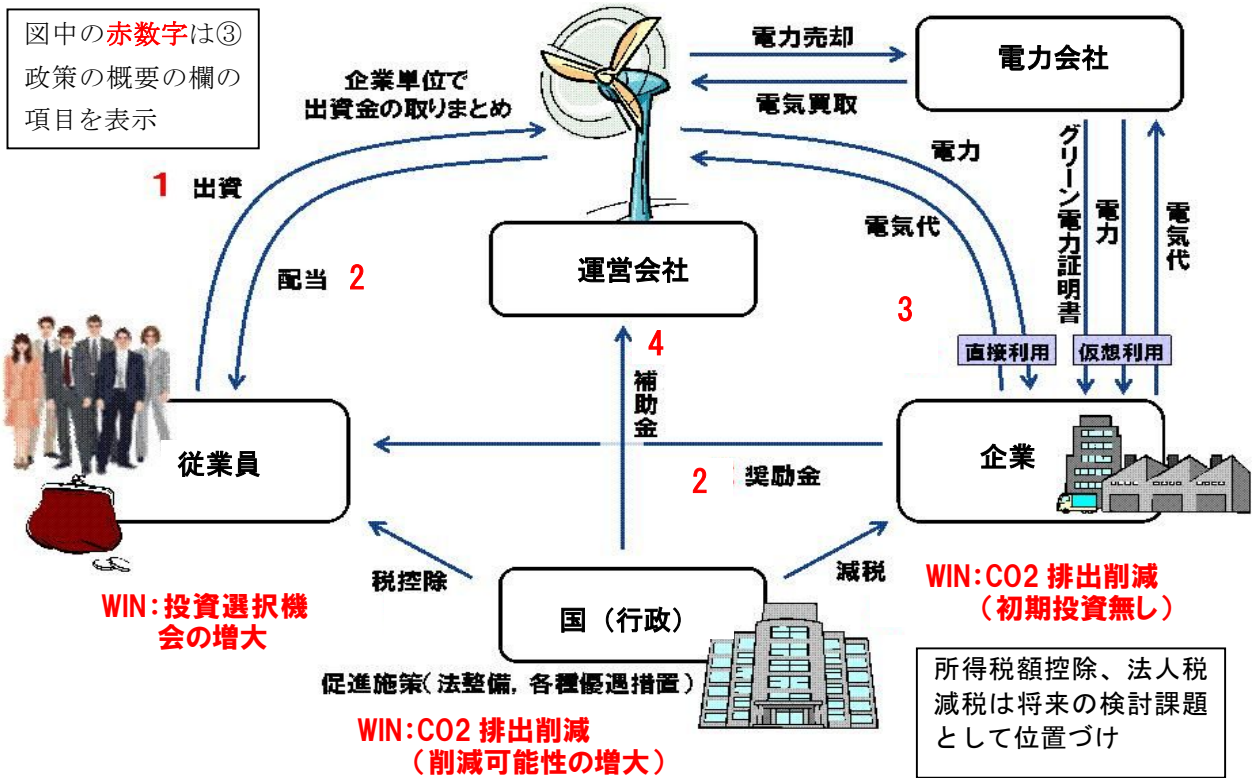 図中の赤数字は③
政策の概要の欄の
項目を表示
企業単位で
出資金の取りまとめ
電力売却
電気買取
電力会社
1 出資
配当 2
運営会社
電力
電気代
グリーン電力証明書
電力
電気代
3
直接利用
仮想利用
4
補助金
従業員
企業
2 奨励金
税控除
減税
国（行政）
WIN:投資選択機
会の増大
WIN:CO2 排出削減
（初期投資無し）
促進施策(法整備,各種優遇措置)
WIN:CO2 排出削減
（削減可能性の増大）
所得税額控除、法人税
減税は将来の検討課題
として位置づけ